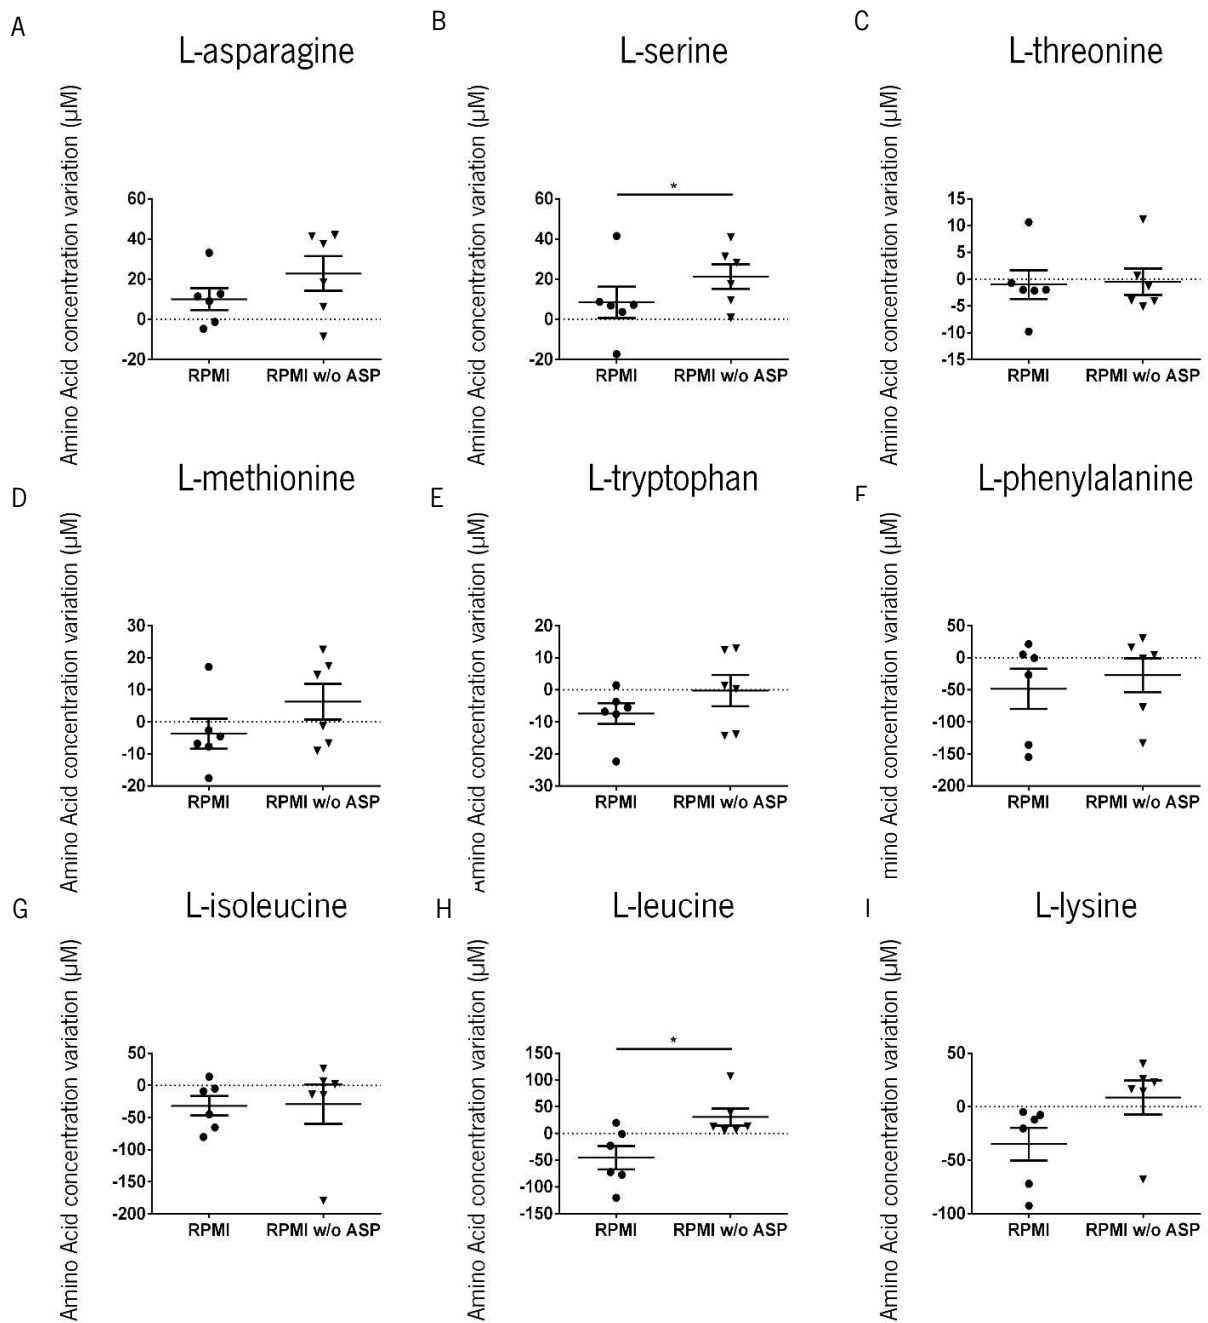 A
L-asparagine
Amino Acid concentration variation (µM)
60
40
20
0
-20
RPMI
RPMI w/o ASP
B
L-serine
Amino Acid concentration variation (µM)
*
60
40
20
0
-20
RPMI
RPMI w/o ASP
C
L-threonine
Amino Acid concentration variation (µM)
15
10
5
0
-5
-10
-15
RPMI
RPMI w/o ASP
D
L-methionine
Amino Acid concentration variation (µM)
30
20
10
0
-10
-20
RPMI
RPMI w/o ASP
E
L-tryptophan
Amino Acid concentration variation (µM)
20
10
0
-10
-20
-30
RPMI
RPMI w/o ASP
F
L-phenylalanine
mino Acid concentration variation (µM)
50
0
-50
-100
-150
-200
RPMI
RPMI w/o ASP
G
L-isoleucine
Amino Acid concentration variation (µM)
50
0
-50
-100
-150
-200
RPMI
RPMI w/o ASP
H
L-leucine
Amino Acid concentration variation (µM)
*
150
100
50
0
-50
-100
-150
RPMI
RPMI w/o ASP
I
L-lysine
Amino Acid concentration variation (µM)
50
0
-50
-100
RPMI
RPMI w/o ASP